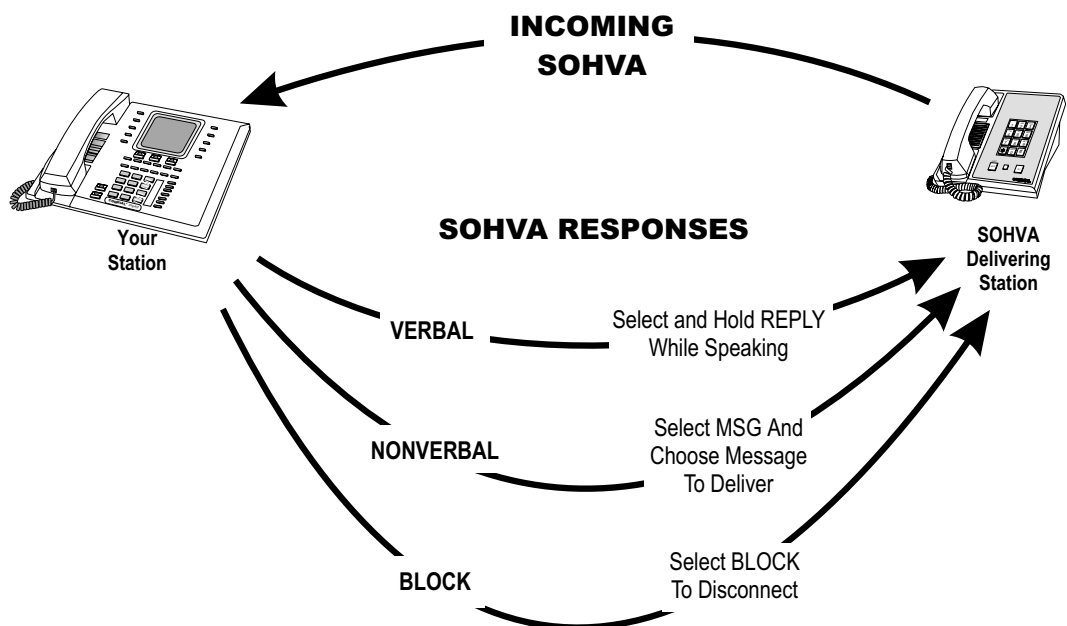 INCOMING
SOHVA
Your
Station
SOHVA RESPONSES
SOHVA
Delivering
Station
VERBAL
Select and Hold REPLY
While Speaking
NONVERBAL
Select MSG And
Choose Message
To Deliver
BLOCK
Select BLOCK
To Disconnect